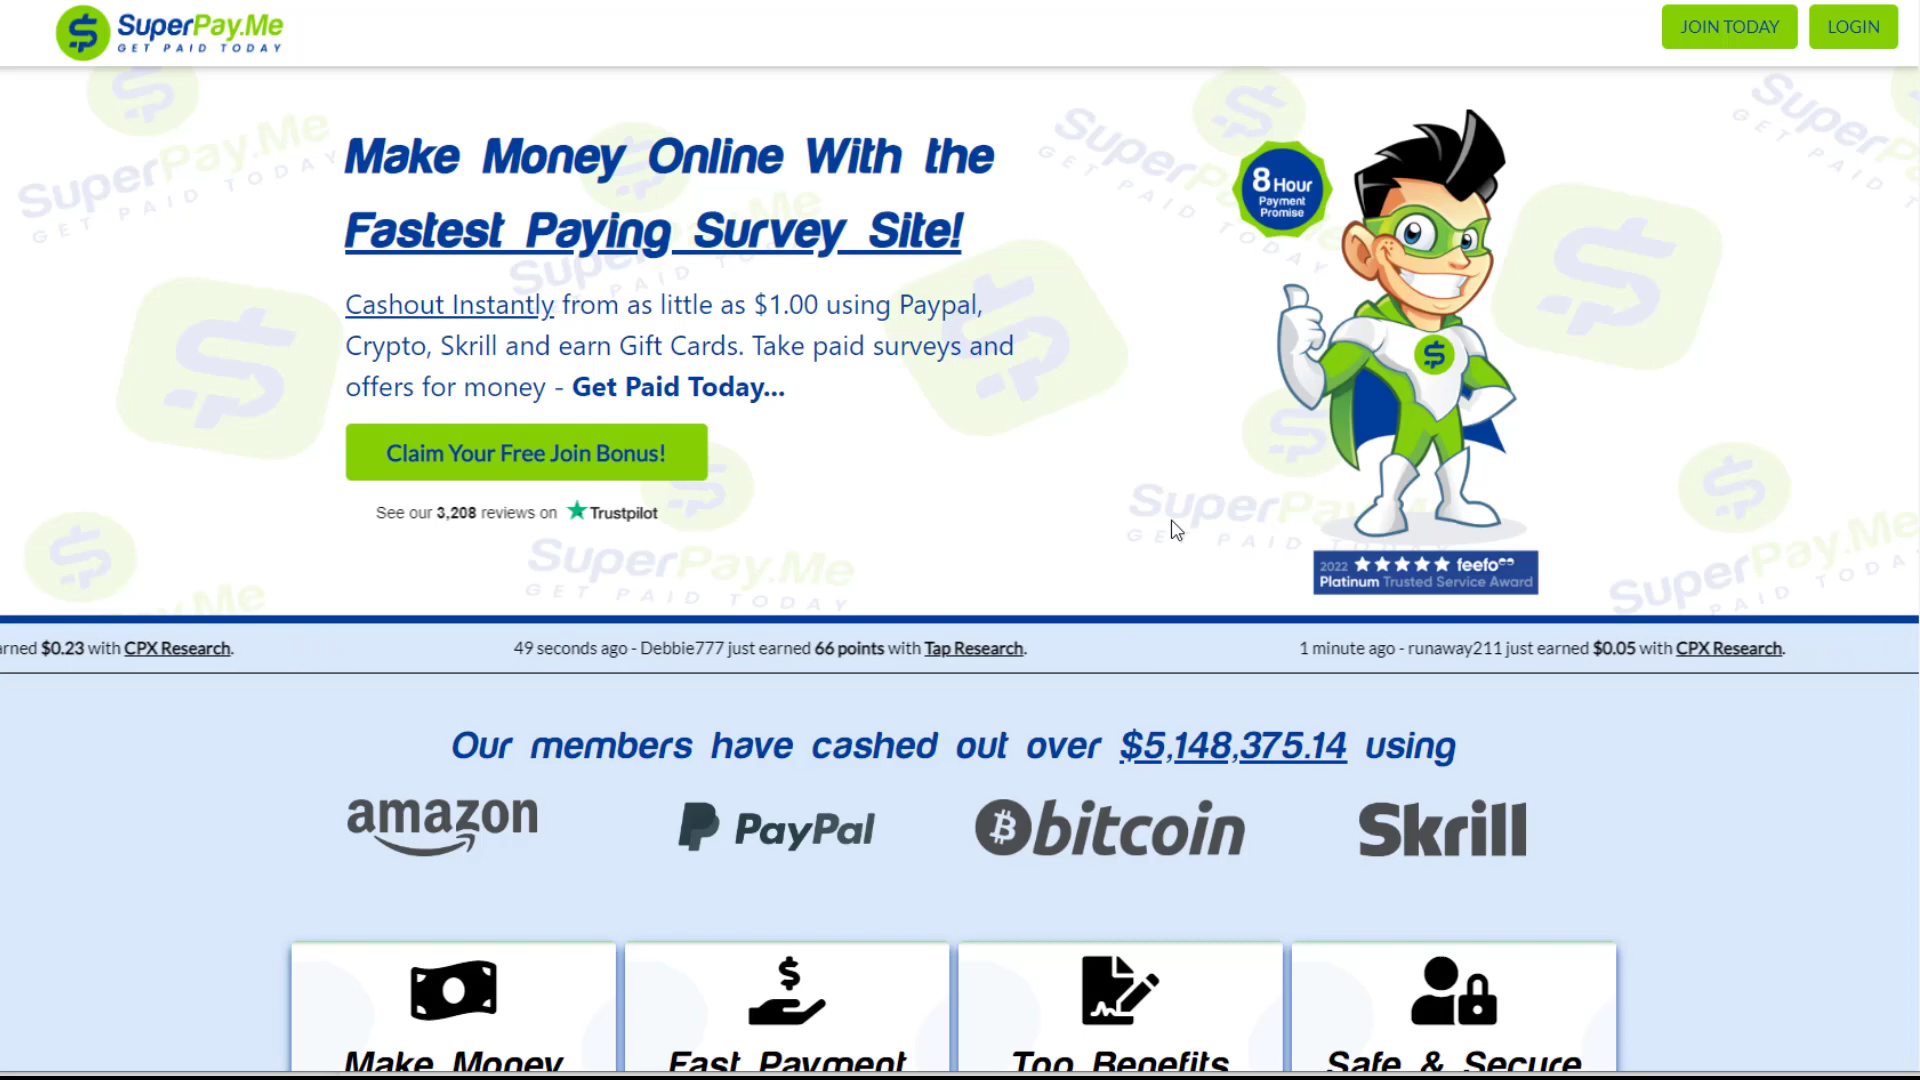 SuperPay.Me
GET PAID TODAY
JOIN TODAY
LOGIN
Make Money Online With the
Fastest Paying Survey Site!
Cashout Instantly from as little as $1.00 using Paypal,
Crypto, Skrill and earn Gift Cards. Take paid surveys and
offers for money - Get Paid Today...
Claim Your Free Join Bonus!
See our 3,208 reviews on Trustpilot
8 Hour
Payment
Promise
2022 feefo
Platinum Trusted Service Award
$0.23 with CPX Research.
49 seconds ago - Debbie777 just earned 66 points with Tap Research.
1 minute ago - runaway211 just earned $0.05 with CPX Research.
Our members have cashed out over $5,148,375.14 using
amazon
PayPal
bitcoin
Skrill
Make Money
Fast Payment
Top Benefits
Safe & Secure